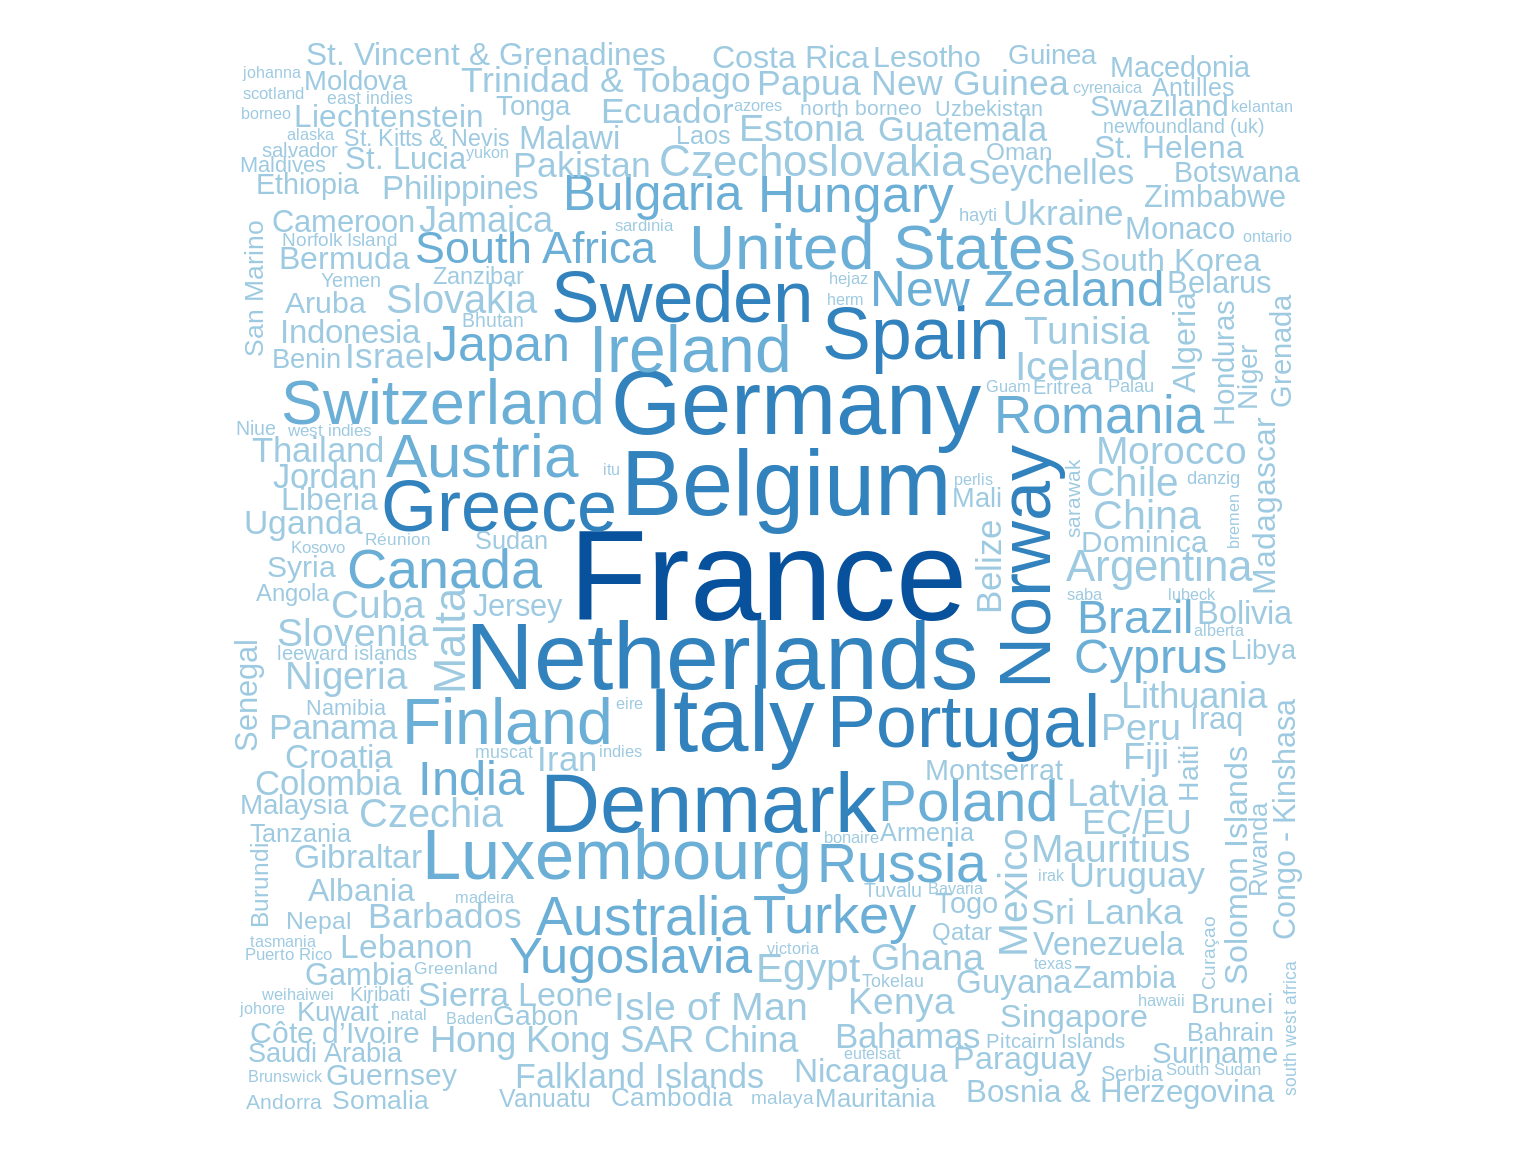 St. Vincent & Grenadines
Costa Rica
Lesotho
Guinea
Macedonia
johanna
Moldova
Trinidad & Tobago
Papua New Guinea
cyrenaica
Antilles
scotland
east indies
Tonga
Ecuador
azores
north borneo
Uzbekistan
Swaziland
kelantan
borneo
Liechtenstein
alaska
St. Kitts & Nevis
Malawi
Laos
Estonia
Guatemala
newfoundland (uk)
salvador
St. Lucia
yukon
Pakistan
Czechoslovakia
Oman
St. Helena
Maldives
Ethiopia
Philippines
Bulgaria
Hungary
Seychelles
Botswana
Zimbabwe
Cameroon
Jamaica
sardinia
hayti
Ukraine
Monaco
ontario
San Marino
Norfolk Island
Bermuda
South Africa
United States
South Korea
Yemen
Zanzibar
Sweden
hejaz
New Zealand
Belarus
Aruba
Slovakia
herm
Spain
Algeria
Honduras
Grenada
Indonesia
Bhutan
Japan
Ireland
Tunisia
Niger
Benin
Israel
Iceland
Switzerland
Germany
Guam
Eritrea
Palau
Romania
Niue
west indies
Thailand
Austria
itu
Belgium
Norway
Morocco
Madagascar
Jordan
Greece
perlis
Mali
sarawak
Chile
danzig
Liberia
China
bremen
Uganda
Réunion
Sudan
France
Belize
Dominica
Kosovo
Syria
Canada
Argentina
Angola
Cuba
Malta
Jersey
saba
lubeck
Brazil
Bolivia
Slovenia
Netherlands
alberta
Senegal
leeward islands
Cyprus
Libya
Nigeria
Namibia
Finland
eire
Italy
Portugal
Lithuania
Panama
Peru
Iraq
Congo - Kinshasa
Croatia
muscat
Iran
indies
Fiji
Haiti
Solomon Islands
Colombia
India
Denmark
Montserrat
Poland
Latvia
Malaysia
Czechia
EC/EU
Rwanda
Tanzania
Burundi
Gibraltar
Luxembourg
bonaire
Armenia
Russia
Mexico
Mauritius
Albania
madeira
Tuvalu
Bavaria
irak
Uruguay
Nepal
Barbados
Australia
Turkey
Togo
Sri Lanka
tasmania
Puerto Rico
Lebanon
Yugoslavia
victoria
Qatar
Venezuela
Curaçao
Gambia
Greenland
Egypt
Ghana
texas
Zambia
south west africa
weihaiwei
Kiribati
Sierra Leone
Tokelau
Guyana
johore
Kuwait
natal
Baden
Gabon
Isle of Man
Kenya
Singapore
hawaii
Brunei
Côte d’Ivoire
Hong Kong SAR China
Bahamas
Pitcairn Islands
Bahrain
Saudi Arabia
eutelsat
Paraguay
Suriname
Brunswick
Guernsey
Falkland Islands
Nicaragua
Serbia
South Sudan
Andorra
Somalia
Vanuatu
Cambodia
malaya
Mauritania
Bosnia & Herzegovina